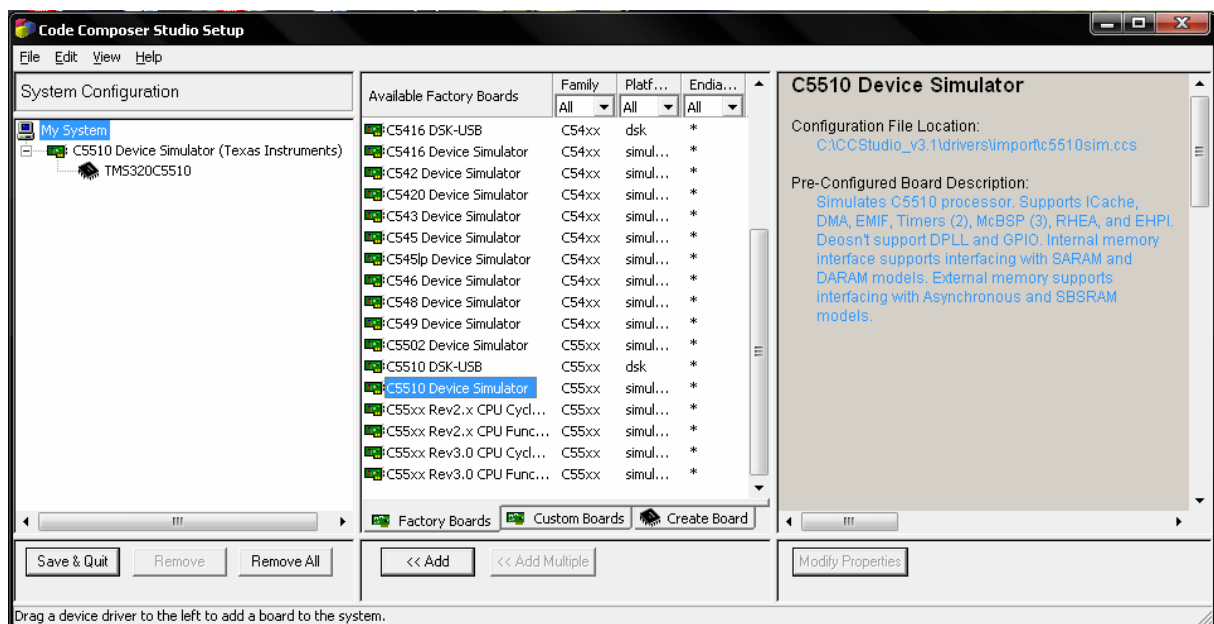 Code Composer Studio Setup
File Edit View Help
System Configuration
My System
C5510 Device Simulator (Texas Instruments)
TMS320C5510
Available Factory Boards Family Platf... Endia...
All All All
C5416 DSK-USB C54xx dsk *
C5416 Device Simulator C54xx simul... *
C542 Device Simulator C54xx simul... *
C5420 Device Simulator C54xx simul... *
C543 Device Simulator C54xx simul... *
C545 Device Simulator C54xx simul... *
C545lp Device Simulator C54xx simul... *
C546 Device Simulator C54xx simul... *
C548 Device Simulator C54xx simul... *
C549 Device Simulator C54xx simul... *
C5502 Device Simulator C55xx simul... *
C5510 DSK-USB C55xx dsk *
C5510 Device Simulator C55xx simul... *
C55xx Rev2.x CPU Cycl... C55xx simul... *
C55xx Rev2.x CPU Func... C55xx simul... *
C55xx Rev3.0 CPU Cycl... C55xx simul... *
C55xx Rev3.0 CPU Func... C55xx simul... *
Factory Boards Custom Boards Create Board
C5510 Device Simulator
Configuration File Location:
C:\CCStudio_v3.1\drivers\import\c5510sim.ccs
Pre-Configured Board Description:
Simulates C5510 processor. Supports ICache,
DMA, EMIF, Timers (2), McBSP (3), RHEA, and EHPI.
Deosn't support DPLL and GPIO. Internal memory
interface supports interfacing with SARAM and
DARAM models. External memory supports
interfacing with Asynchronous and SBSRAM
models.
Save & Quit Remove Remove All << Add << Add Multiple Modify Properties
Drag a device driver to the left to add a board to the system.